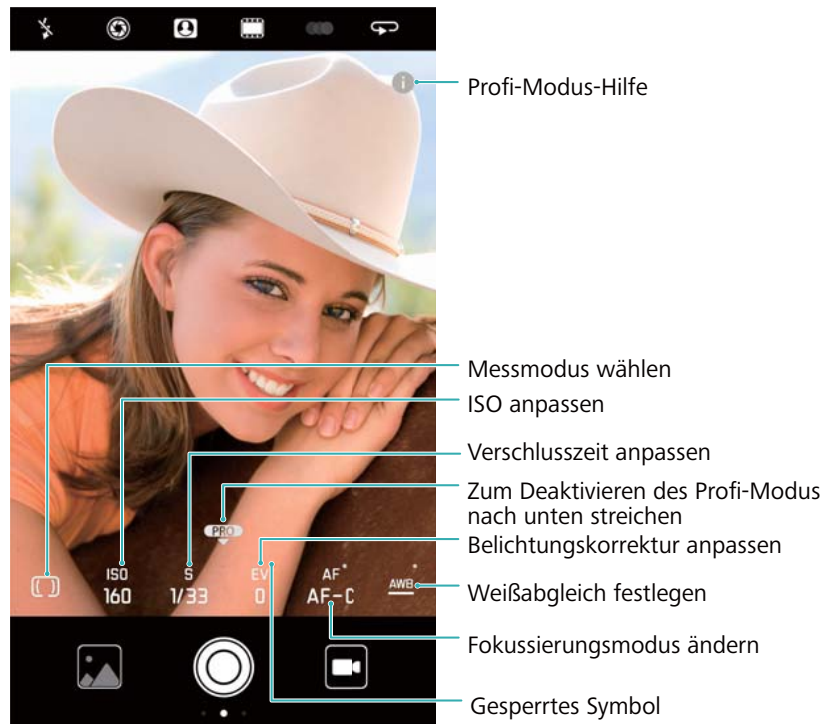 Profi-Modus-Hilfe
Messmodus wählen
ISO anpassen
Verschlusszeit anpassen
Zum Deaktivieren des Profi-Modus
nach unten streichen
Belichtungskorrektur anpassen
Weißabgleich festlegen
Fokussierungsmodus ändern
Gesperrtes Symbol
PRO
ISO S EV AF AWB
160 1/33 0 AF-C